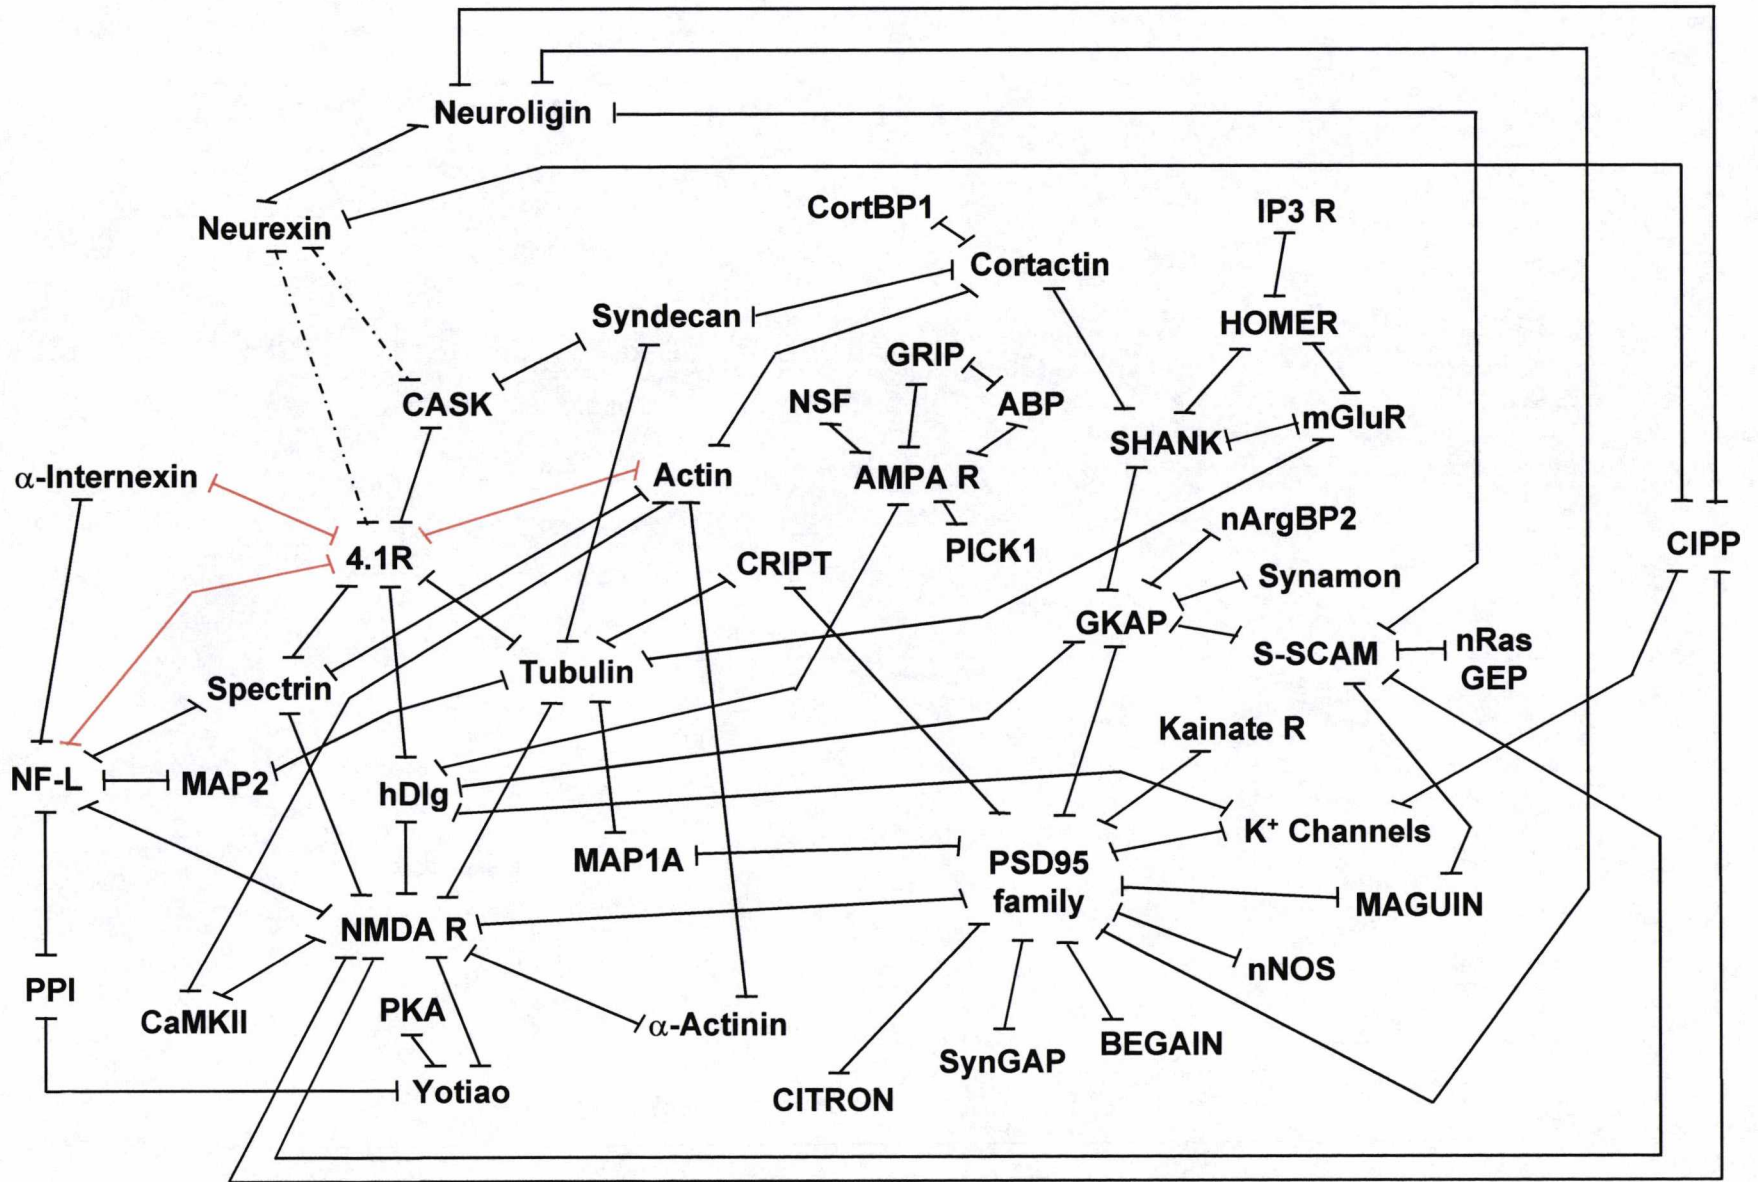 Neuroligin
CortBP1
IP3 R
Neurexin
Cortactin
Syndecan
HOMER
GRIP
NSF
ABP
CASK
mGluR
SHANK
α-Internexin
Actin
AMPA R
nArgBP2
PICK1
CIPP
4.1R
CRIPT
Synamon
GKAP
nRas
S-SCAM
GEP
Tubulin
Spectrin
Kainate R
NF-L
MAP2
hDlg
K+ Channels
MAP1A
PSD95
family
MAGUIN
NMDA R
nNOS
PPI
PKA
CaMKII
α-Actinin
BEGAIN
SynGAP
Yotiao
CITRON